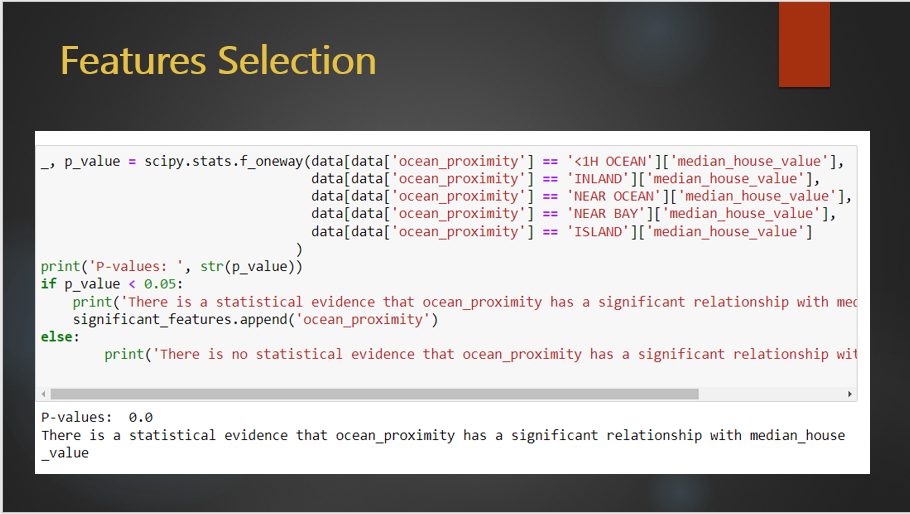 Features Selection
_, p_value = scipy.stats.f_oneway(data[data['ocean_proximity'] == '<1H OCEAN']['median_house_value'],
data[data['ocean_proximity'] == 'INLAND']['median_house_value'],
data[data['ocean_proximity'] == 'NEAR OCEAN']['median_house_value'],
data[data['ocean_proximity'] == 'NEAR BAY']['median_house_value'],
data[data['ocean_proximity'] == 'ISLAND']['median_house_value']
)
print('P-values: ', str(p_value))
if p_value < 0.05:
print('There is a statistical evidence that ocean_proximity has a significant relationship with
significant_features.append('ocean_proximity')
else:
print('There is no statistical evidence that ocean_proximity has a significant relationship
P-values:  0.0
There is a statistical evidence that ocean_proximity has a significant relationship with median_house
_value